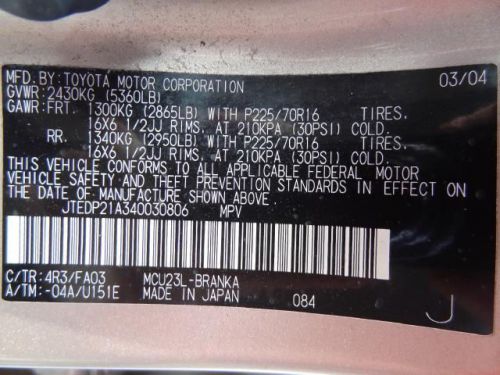 MFD.BY:TOYOTA MOTOR CORPORATION 03/04
GVWR:2430KG (5360LB)
GAWR:FRT. 1300KG (2865LB) WITH P225/70R16 TIRES.
16X6 1/2JJ RIMS. AT 210KPA (30PSI) COLD.
RR. 1340KG (2950LB) WITH P225/70R16 TIRES.
16X6 1/2JJ RIMS. AT 210KPA (30PSI) COLD.
THIS VEHICLE CONFORMS TO ALL APPLICABLE FEDERAL MOTOR
VEHICLE SAFETY AND THEFT PREVENTION STANDARDS IN EFFECT ON
THE DATE OF MANUFACTURE SHOWN ABOVE.
JTEDP21A340030806 MPV
C/TR:4R3/FA03 MCU23L-BRANKA
A/TM:-04A/U151E MADE IN JAPAN 084 J